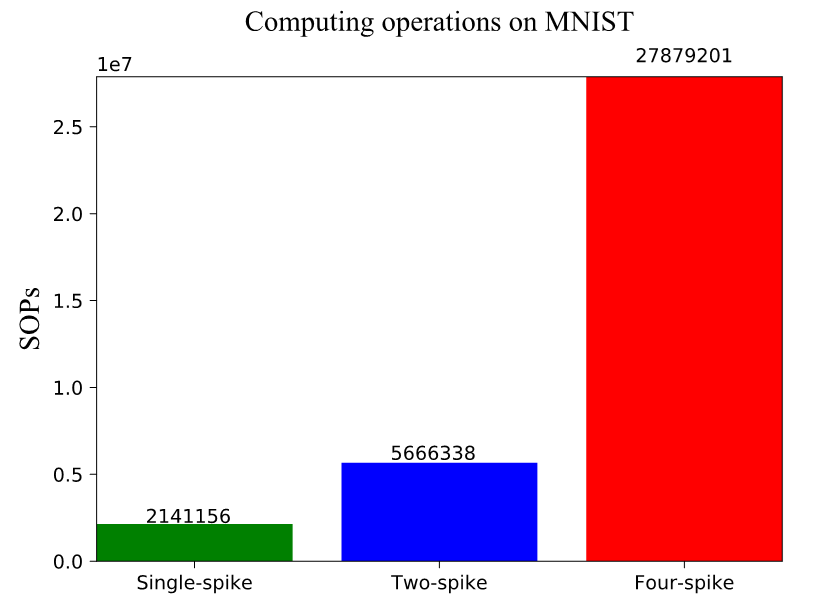 Computing operations on MNIST
1e7
27879201
2.5
2.0
1.5
1.0
0.5
0.0
SOPs
5666338
2141156
Single-spike
Two-spike
Four-spike